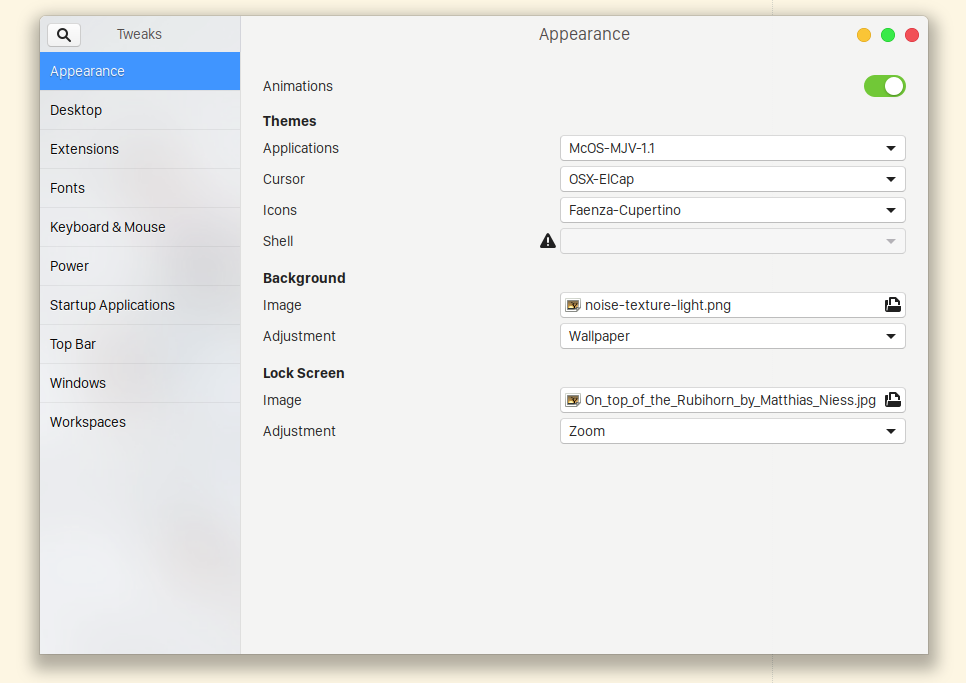 Tweaks
Appearance
Appearance
Desktop
Extensions
Fonts
Keyboard & Mouse
Power
Startup Applications
Top Bar
Windows
Workspaces
Animations
Themes
Applications McOS-MJV-1.1
Cursor OSX-ElCap
Icons Faenza-Cupertino
Shell
Background
Image noise-texture-light.png
Adjustment Wallpaper
Lock Screen
Image On_top_of_the_Rubihorn_by_Matthias_Niess.jpg
Adjustment Zoom